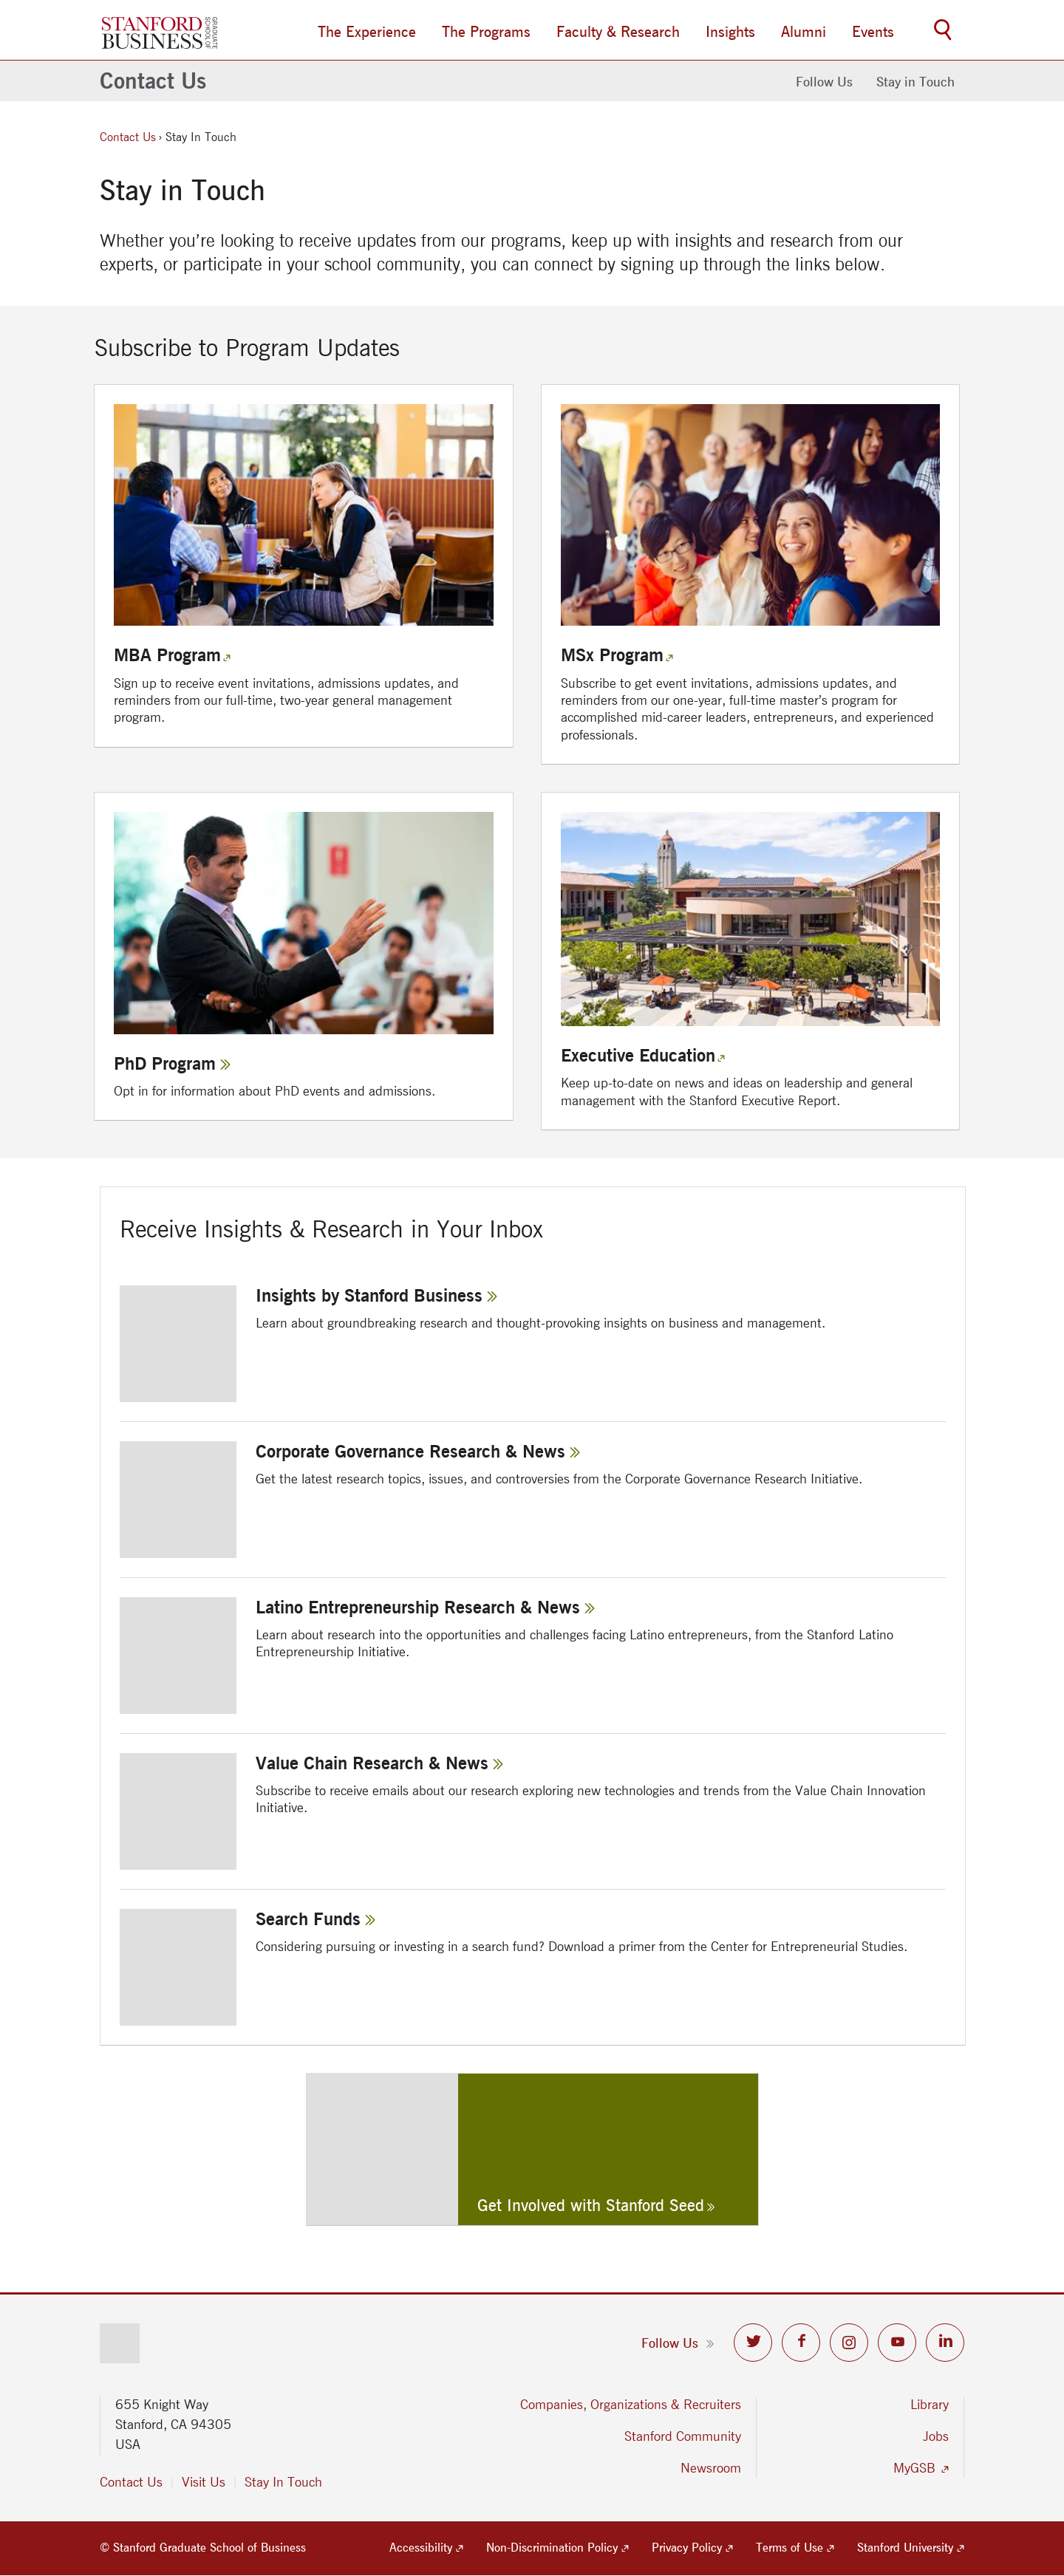 STANFORD
BUSINESS
GRADUATE
SCHOOL OF
The Experience
The Programs
Faculty & Research
Insights
Alumni
Events
Contact Us
Follow Us
Stay in Touch
Contact Us › Stay In Touch
Stay in Touch
Whether you're looking to receive updates from our programs, keep up with insights and research from our
experts, or participate in your school community, you can connect by signing up through the links below.
Subscribe to Program Updates
MBA Program
Sign up to receive event invitations, admissions updates, and
reminders from our full-time, two-year general management
program.
MSx Program
Subscribe to get event invitations, admissions updates, and
reminders from our one-year, full-time master's program for
accomplished mid-career leaders, entrepreneurs, and experienced
professionals.
PhD Program
Opt in for information about PhD events and admissions.
Executive Education
Keep up-to-date on news and ideas on leadership and general
management with the Stanford Executive Report.
Receive Insights & Research in Your Inbox
Insights by Stanford Business
Learn about groundbreaking research and thought-provoking insights on business and management.
Corporate Governance Research & News
Get the latest research topics, issues, and controversies from the Corporate Governance Research Initiative.
Latino Entrepreneurship Research & News
Learn about research into the opportunities and challenges facing Latino entrepreneurs, from the Stanford Latino
Entrepreneurship Initiative.
Value Chain Research & News
Subscribe to receive emails about our research exploring new technologies and trends from the Value Chain Innovation
Initiative.
Search Funds
Considering pursuing or investing in a search fund? Download a primer from the Center for Entrepreneurial Studies.
Get Involved with Stanford Seed
Follow Us
655 Knight Way
Stanford, CA 94305
USA
Contact Us
Visit Us
Stay In Touch
Companies, Organizations & Recruiters
Stanford Community
Newsroom
Library
Jobs
MyGSB
© Stanford Graduate School of Business
Accessibility
Non-Discrimination Policy
Privacy Policy
Terms of Use
Stanford University